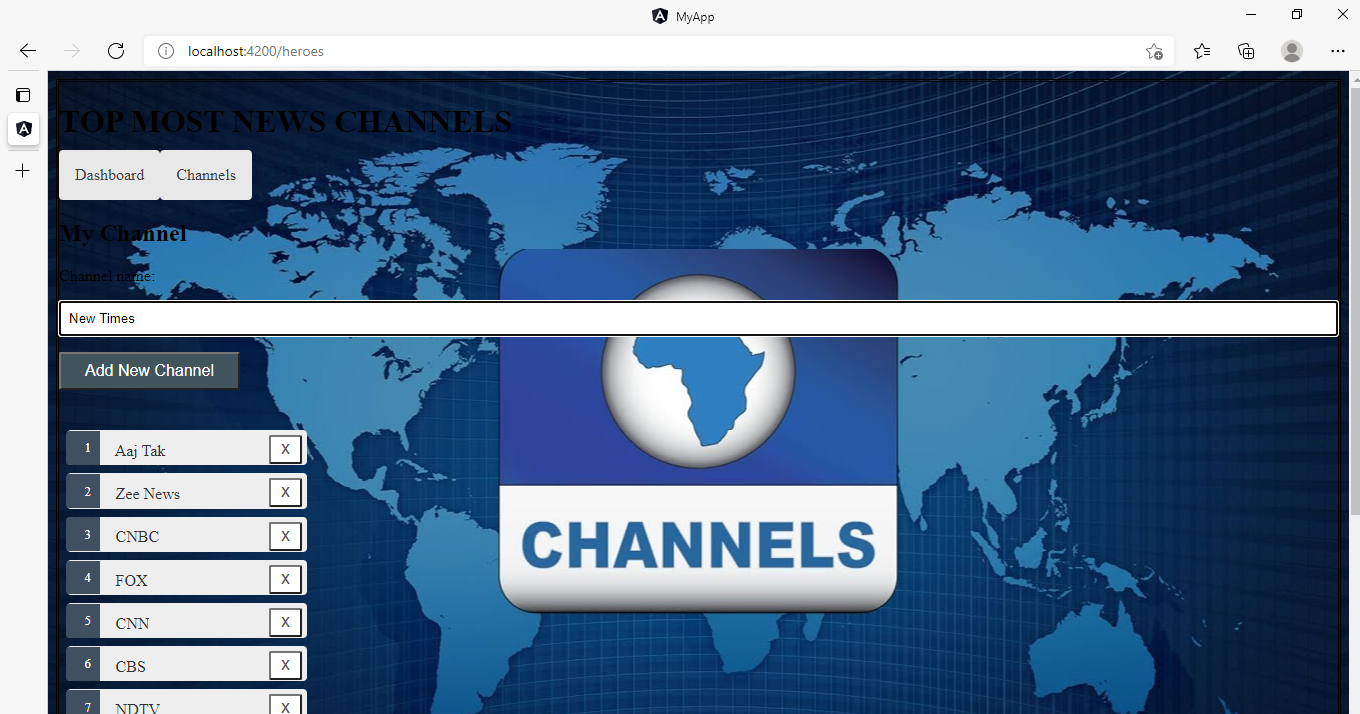 MyApp
localhost:4200/heroes
TOP MOST NEWS CHANNELS
Dashboard Channels
My Channel
Channel name:
New Times
Add New Channel
1 Aaj Tak X
2 Zee News X
3 CNBC X
4 FOX X
5 CNN X
6 CBS X
7 NDTV X
CHANNELS